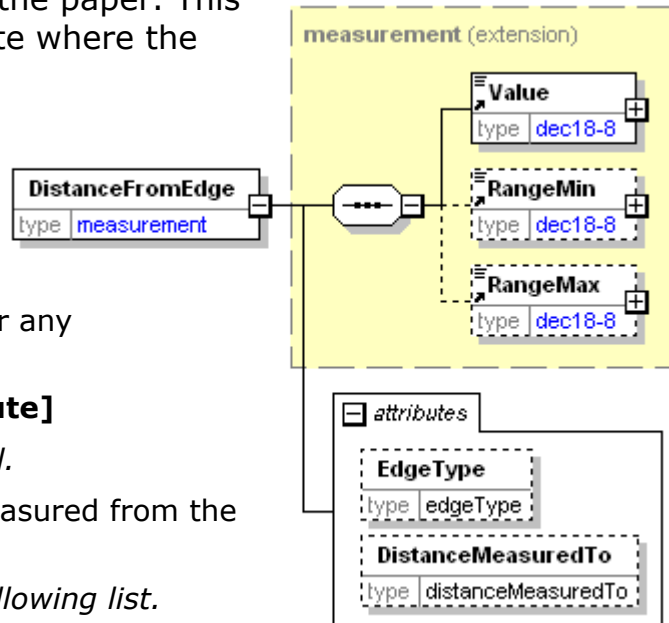 the paper. This
te where the
r any
ute]
d.
asured from the
llowing list.
measurement (extension)
DistanceFromEdge
type measurement
Value
type dec18-8
RangeMin
type dec18-8
RangeMax
type dec18-8
attributes
EdgeType
type edgeType
DistanceMeasuredTo
type distanceMeasuredTo